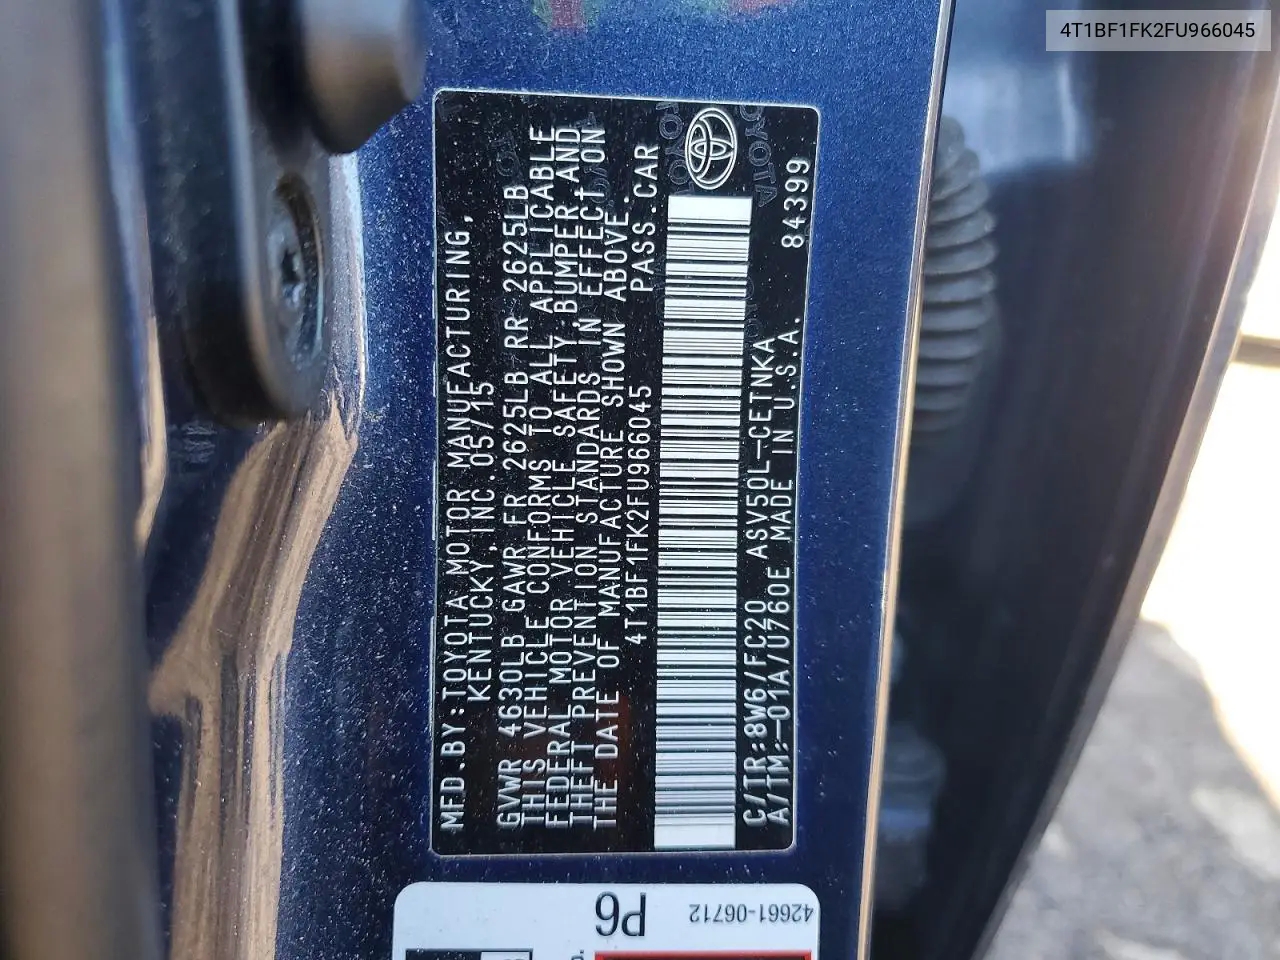 4T1BF1FK2FU966045
MFD.BY:TOYOTA MOTOR MANUFACTURING,
KENTUCKY,INC.05/15
GVWR 4630LB GAWR FR 2625LB RR 2625LB
THIS VEHICLE CONFORMS TO ALL APPLICABLE
FEDERAL MOTOR VEHICLE SAFETY,BUMPER,AND
THEFT PREVENTION STANDARDS IN EFFECT ON
THE DATE OF MANUFACTURE SHOWN ABOVE.
4T1BF1FK2FU966045 PASS.CAR
C/TR:8W6/FC20 ASV50L-CETNKA
A/TM:-01A/U760E MADE IN U.S.A. 84399
TOYOTA
42661-06712
P6